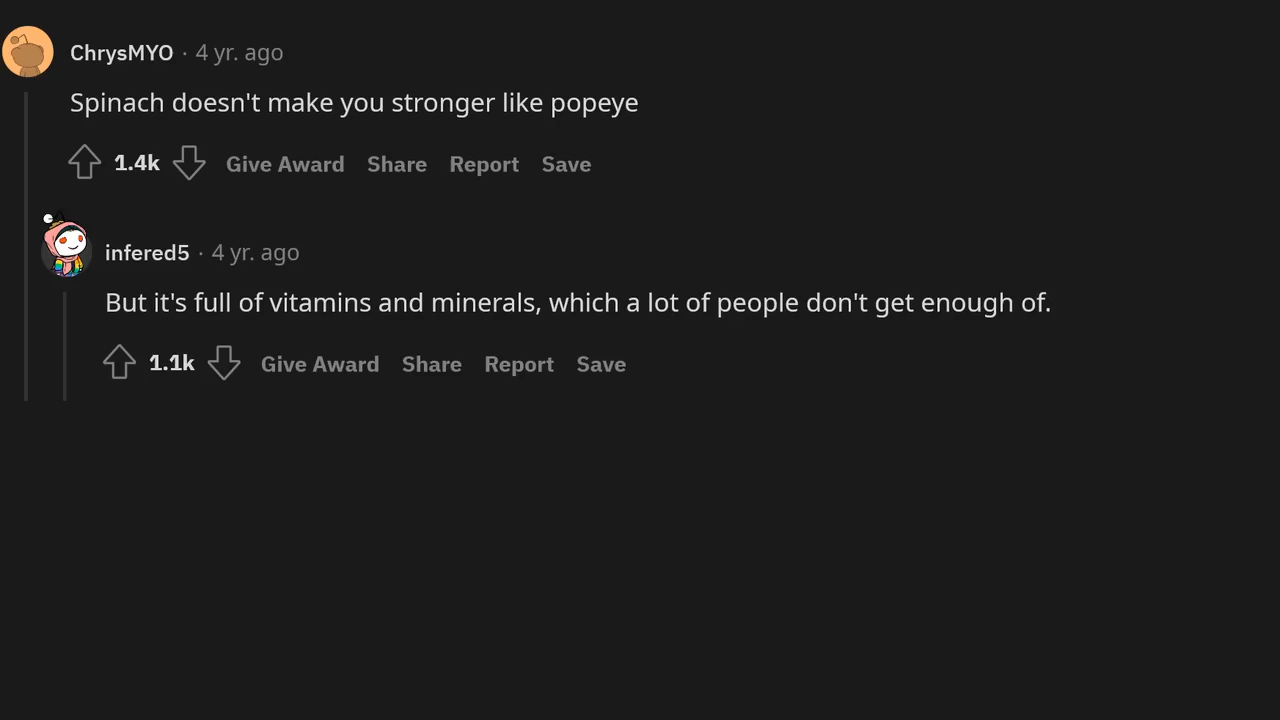 ChrysMYO · 4 yr. ago
Spinach doesn't make you stronger like popeye
1.4k Give Award Share Report Save
infered5 · 4 yr. ago
But it's full of vitamins and minerals, which a lot of people don't get enough of.
1.1k Give Award Share Report Save